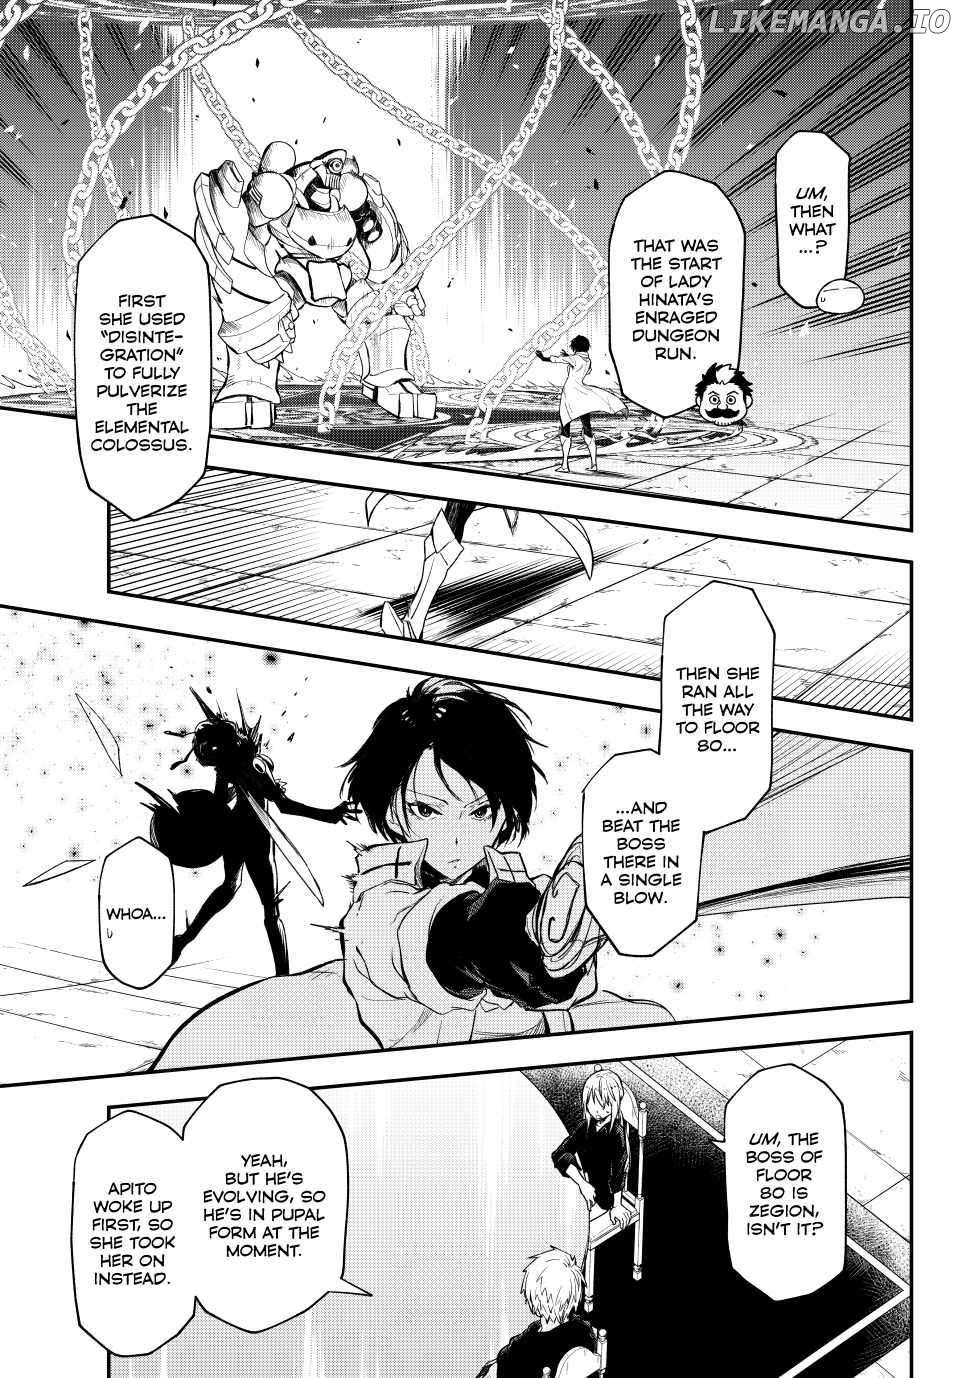 LIKEMANGA.IO
UM,
THEN
WHAT
...?
THAT WAS
THE START
OF LADY
HINATA'S
ENRAGED
DUNGEON
RUN.
FIRST
SHE USED
"DISINTE-
GRATION"
TO FULLY
PULVERIZE
THE
ELEMENTAL
COLOSSUS.
THEN SHE
RAN ALL
THE WAY
TO FLOOR
80...
...AND
BEAT THE
BOSS
THERE IN
A SINGLE
BLOW.
WHOA...
UM, THE
BOSS OF
FLOOR
80 IS
ZEGION,
ISN'T IT?
YEAH,
BUT HE'S
EVOLVING, SO
HE'S IN PUPAL
FORM AT THE
MOMENT.
APITO
WOKE UP
FIRST, SO
SHE TOOK
HER ON
INSTEAD.